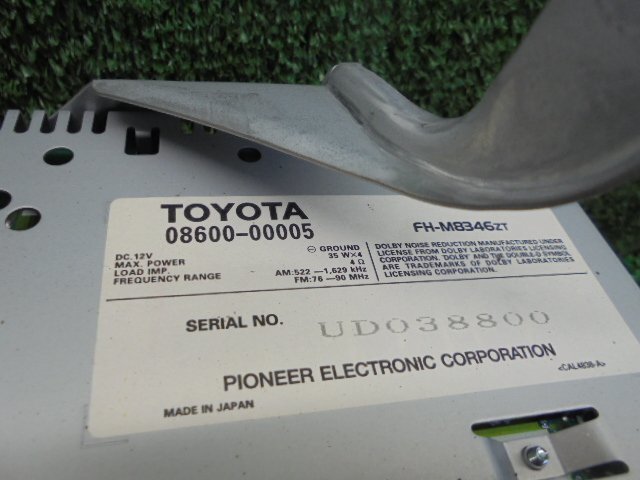 TOYOTA
08600-00005
FH-M8346ZT
DC. 12V ⊖ GROUND
MAX. POWER 35 W×4
LOAD IMP. 4 Ω
FREQUENCY RANGE AM: 522 —1,629 kHz
FM: 76 —90 MHz
DOLBY NOISE REDUCTION MANUFACTURED UNDER
LICENSE FROM DOLBY LABORATORIES LICENSING
CORPORATION. DOLBY AND THE DOUBLE-D SYMBOL
ARE TRADEMARKS OF DOLBY LABORATORIES
LICENSING CORPORATION.
SERIAL NO. UD038800
PIONEER ELECTRONIC CORPORATION
MADE IN JAPAN
<CAL4838-A>